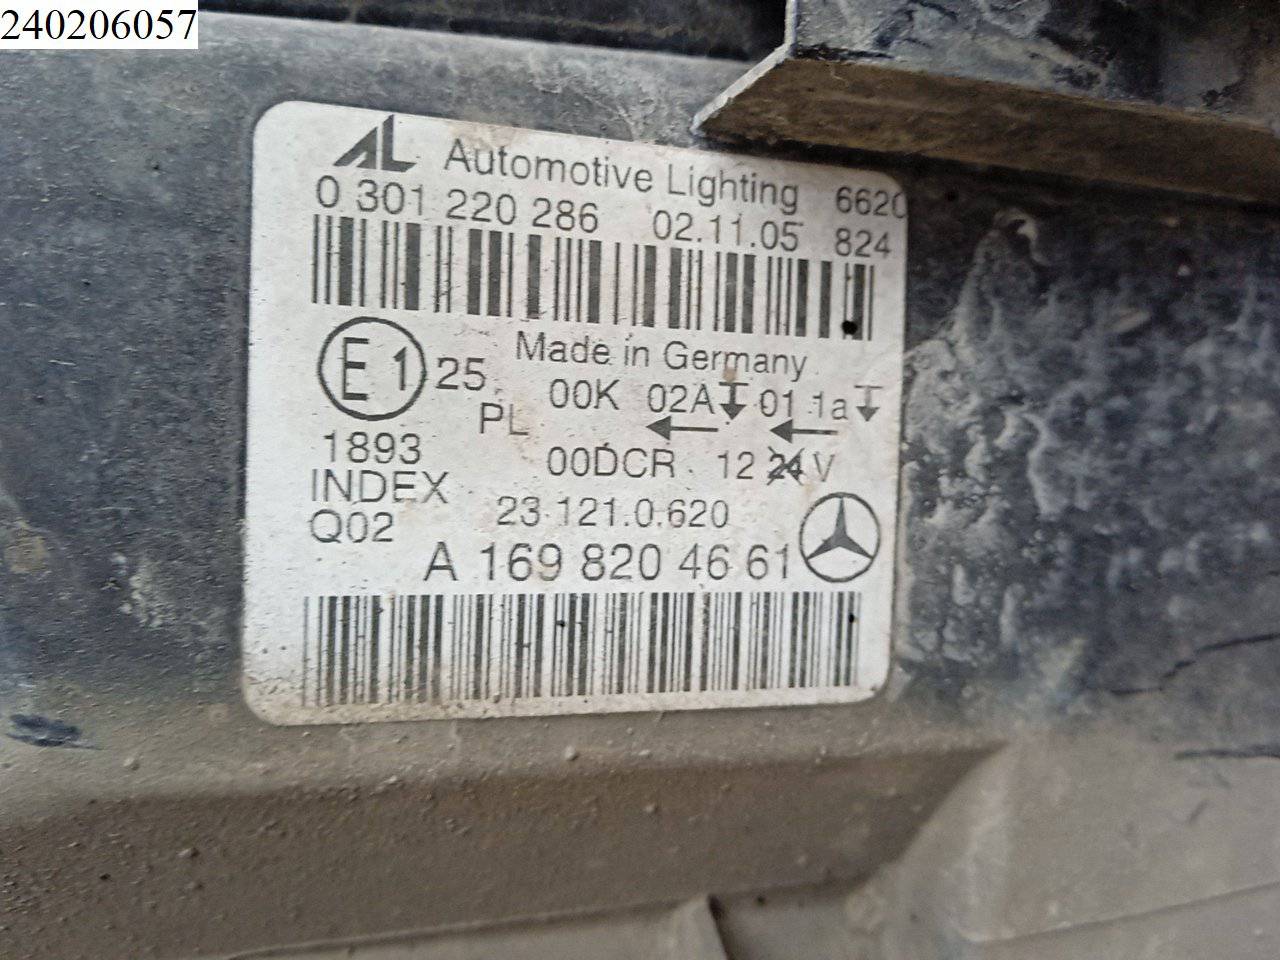 240206057
AL Automotive Lighting 6620
0 301 220 286 02.11.05 824
Made in Germany
E1 25 00K 02A 01 1a
PL
1893 00DCR 12 24 V
INDEX
Q02 23.121.0.620
A 169 820 46 61